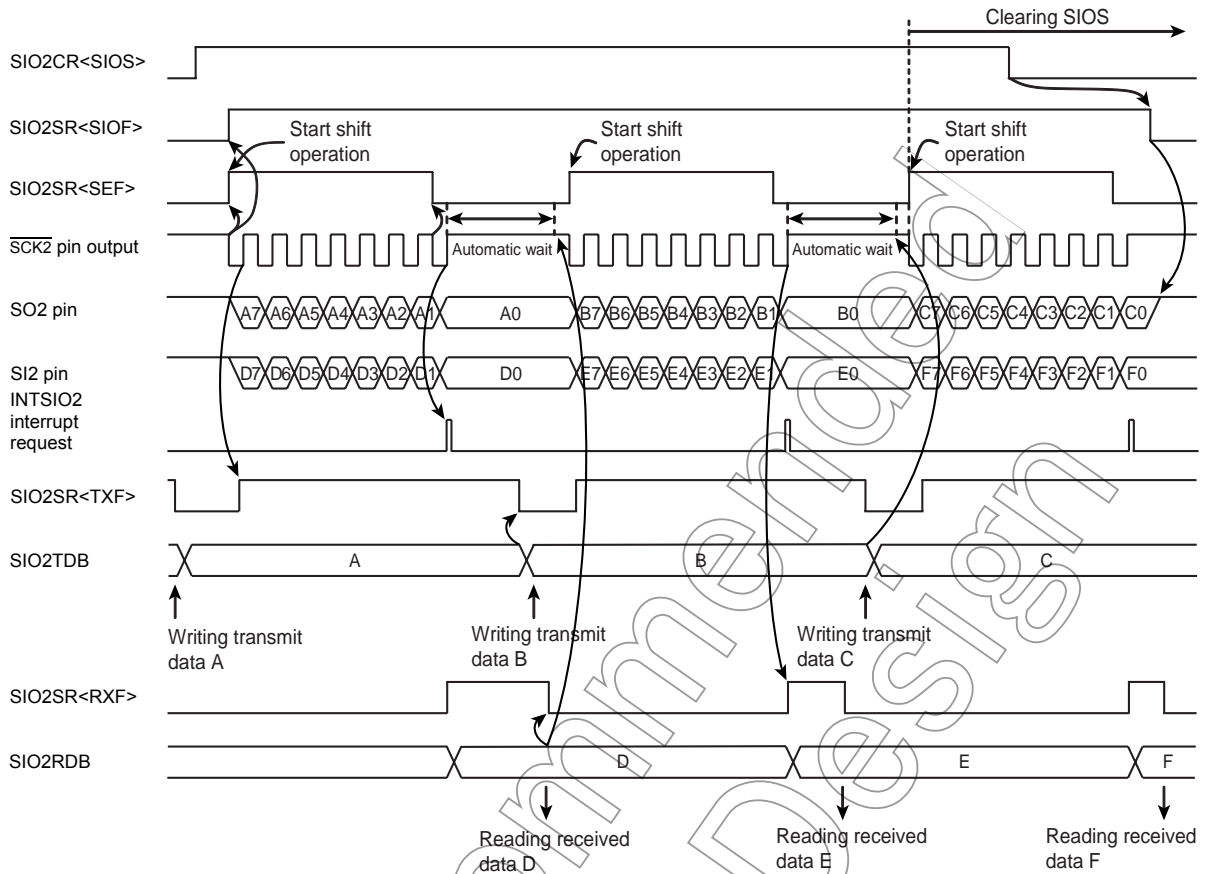 Clearing SIOS
SIO2CR<SIOS>
SIO2SR<SIOF>
Start shift
operation
Start shift
operation
Start shift
operation
SIO2SR<SEF>
SCK2 pin output
Automatic wait
Automatic wait
SO2 pin
A7 A6 A5 A4 A3 A2 A1 A0 B7 B6 B5 B4 B3 B2 B1 B0 C7 C6 C5 C4 C3 C2 C1 C0
SI2 pin
D7 D6 D5 D4 D3 D2 D1 D0 E7 E6 E5 E4 E3 E2 E1 E0 F7 F6 F5 F4 F3 F2 F1 F0
INTSIO2
interrupt
request
SIO2SR<TXF>
SIO2TDB
A B C
Writing transmit
data A
Writing transmit
data B
Writing transmit
data C
SIO2SR<RXF>
SIO2RDB
D E F
Reading received
data D
Reading received
data E
Reading received
data F
ommended
Design